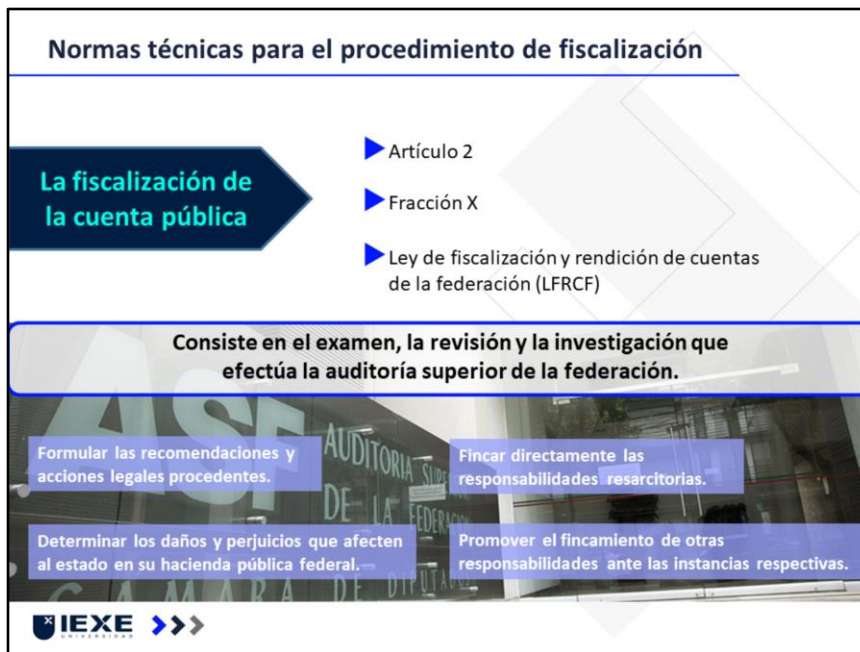 Normas técnicas para el procedimiento de fiscalización
La fiscalización de
la cuenta pública
Artículo 2
Fracción X
Ley de fiscalización y rendición de cuentas
de la federación (LFRCF)
Consiste en el examen, la revisión y la investigación que
efectúa la auditoría superior de la federación.
ASF
AUDITORIA SUPERIOR
DE LA FEDERACION
CAMARA DE DIPUTADOS
Formular las recomendaciones y
acciones legales procedentes.
Fincar directamente las
responsabilidades resarcitorias.
Determinar los daños y perjuicios que afecten
al estado en su hacienda pública federal.
Promover el fincamiento de otras
responsabilidades ante las instancias respectivas.
IEXE
UNIVERSIDAD